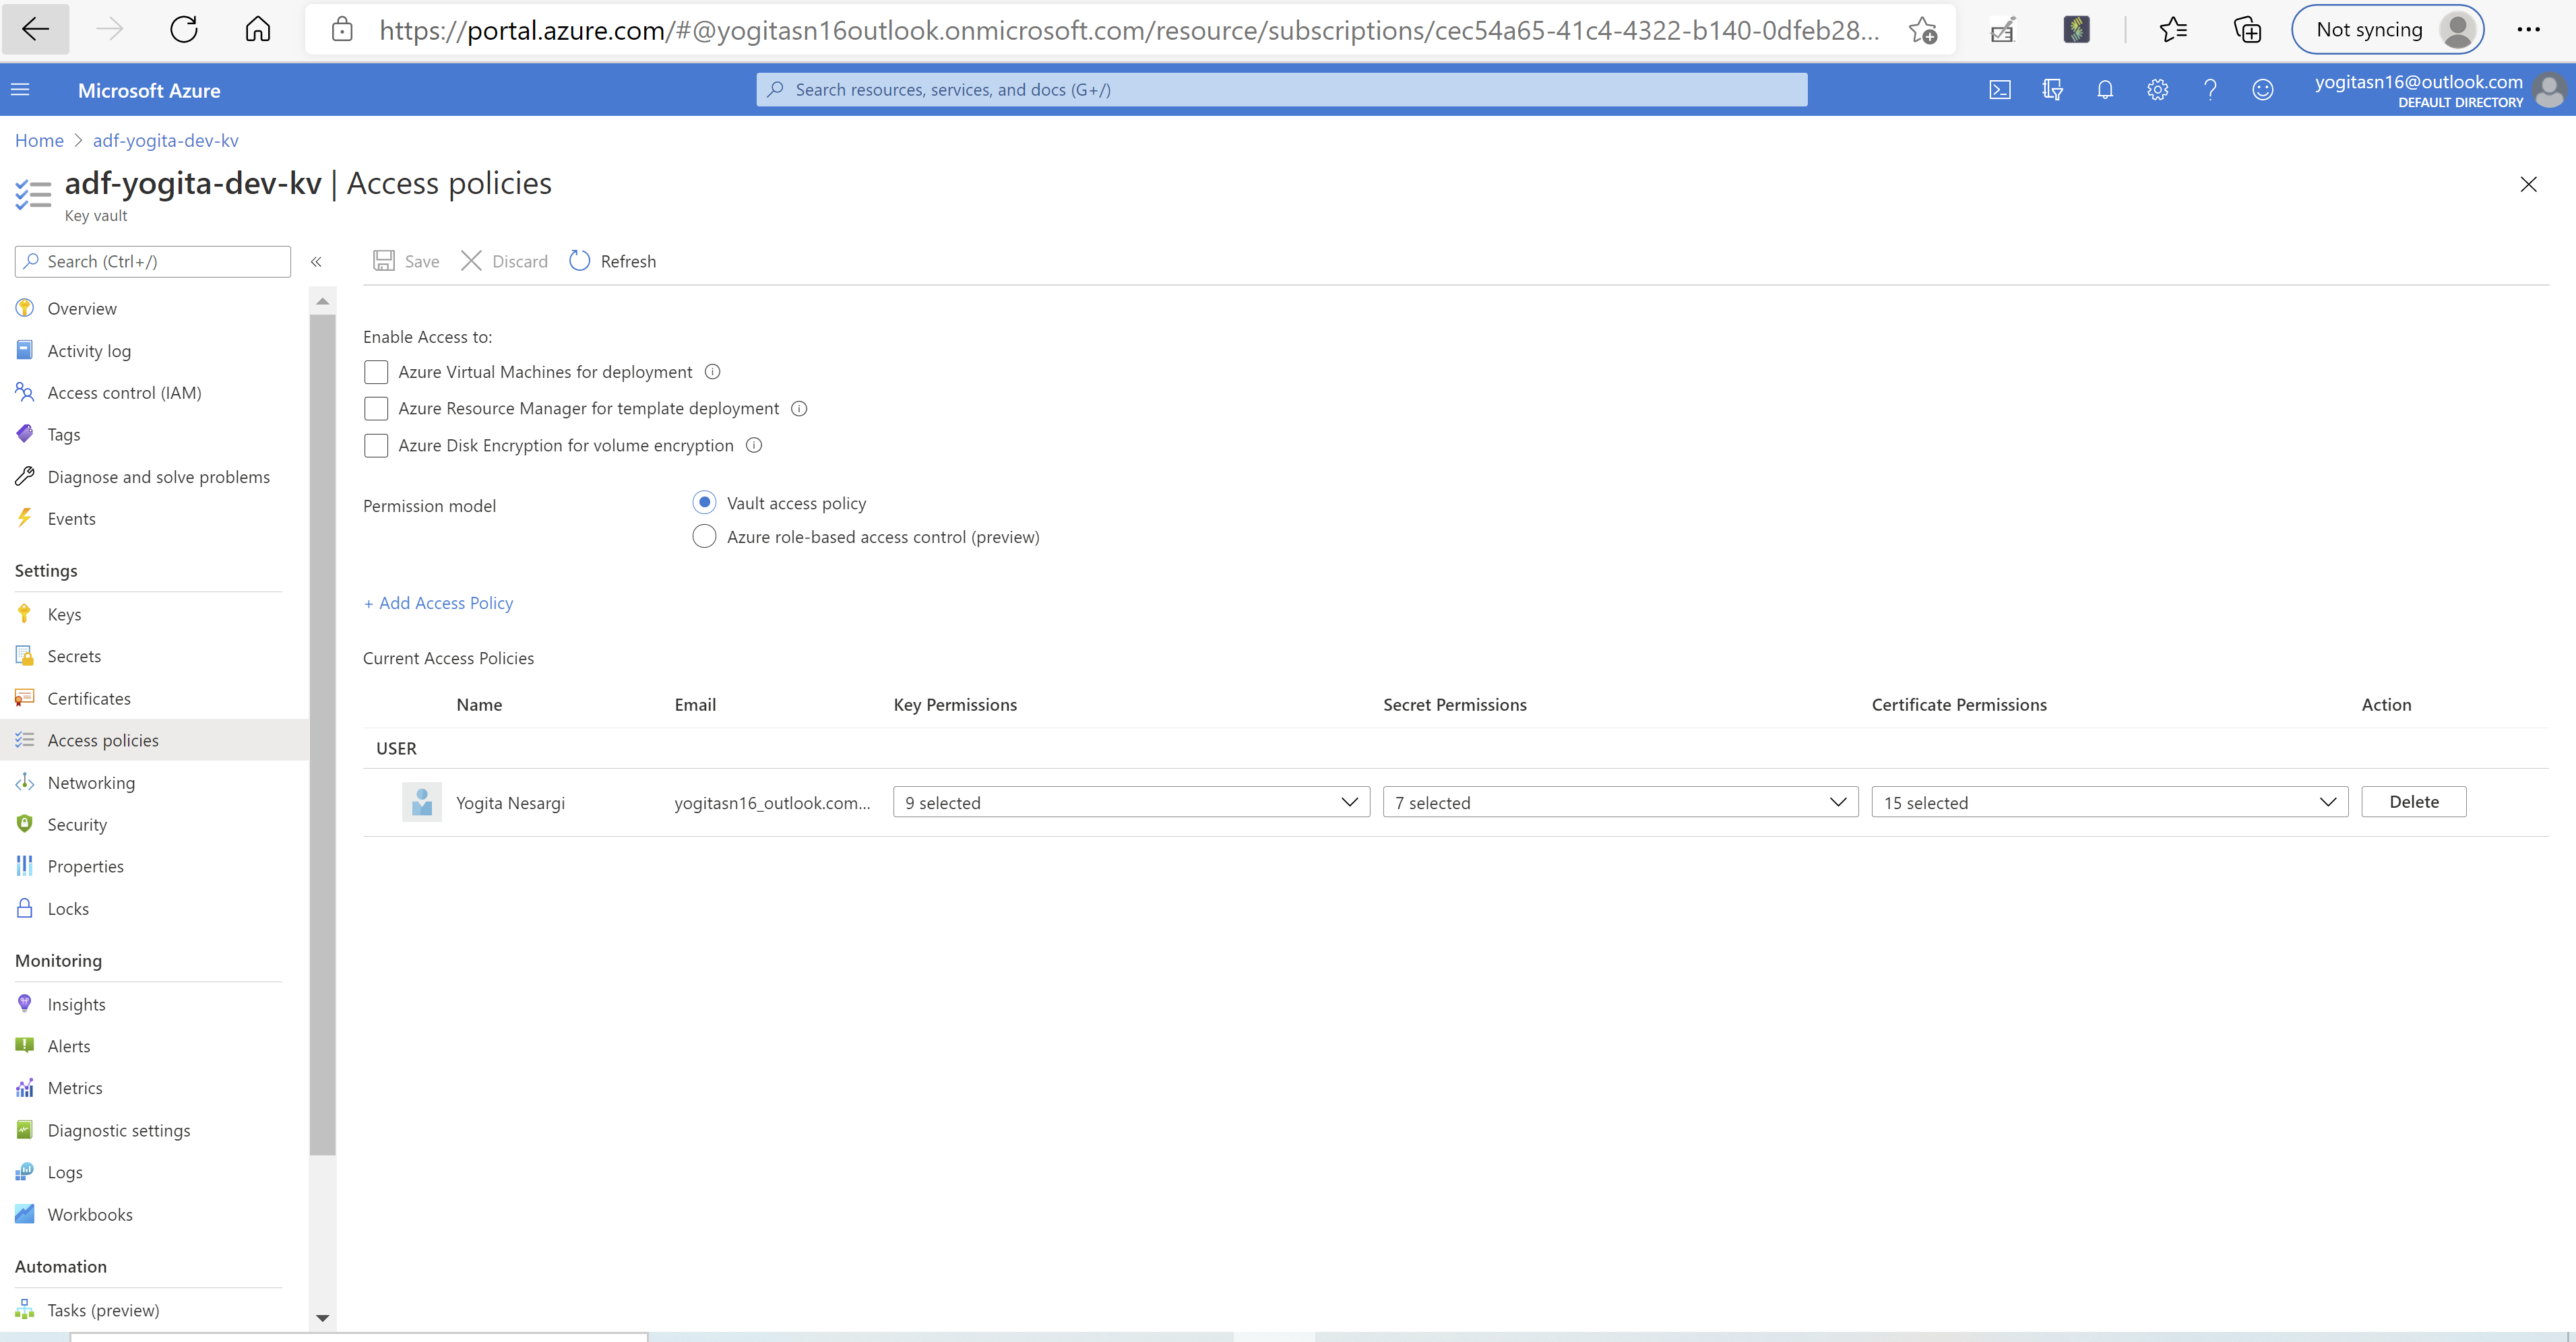 https://portal.azure.com/#@yogitasn16outlook.onmicrosoft.com/resource/subscriptions/cec54a65-41c4-4322-b140-0dfeb28...
Not syncing
Microsoft Azure
Search resources, services, and docs (G+/)
yogitasn16@outlook.com
DEFAULT DIRECTORY
Home > adf-yogita-dev-kv
adf-yogita-dev-kv | Access policies
Key vault
Search (Ctrl+/)
«
Overview
Activity log
Access control (IAM)
Tags
Diagnose and solve problems
Events
Settings
Keys
Secrets
Certificates
Access policies
Networking
Security
Properties
Locks
Monitoring
Insights
Alerts
Metrics
Diagnostic settings
Logs
Workbooks
Automation
Tasks (preview)
Save Discard Refresh
Enable Access to:
Azure Virtual Machines for deployment
Azure Resource Manager for template deployment
Azure Disk Encryption for volume encryption
Permission model
Vault access policy
Azure role-based access control (preview)
+ Add Access Policy
Current Access Policies
Name Email Key Permissions Secret Permissions Certificate Permissions Action
USER
Yogita Nesargi yogitasn16_outlook.com... 9 selected 7 selected 15 selected Delete